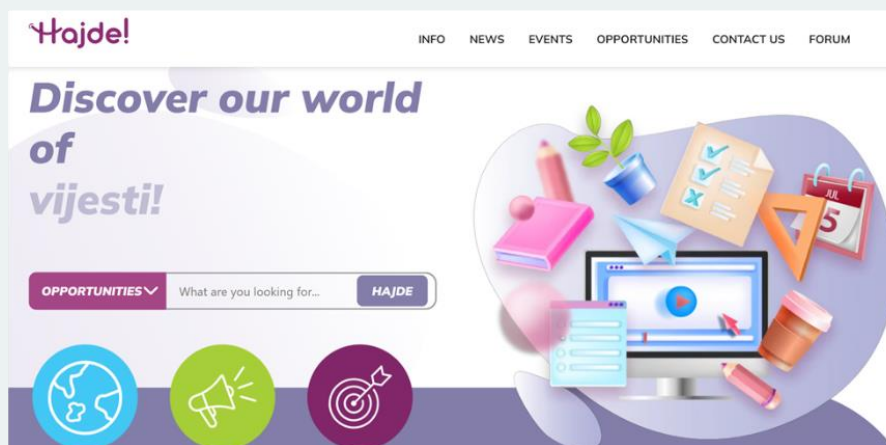 Hajde!
INFO NEWS EVENTS OPPORTUNITIES CONTACT US FORUM
Discover our world
of
vijesti!
OPPORTUNITIES What are you looking for... HAJDE
JUL
5